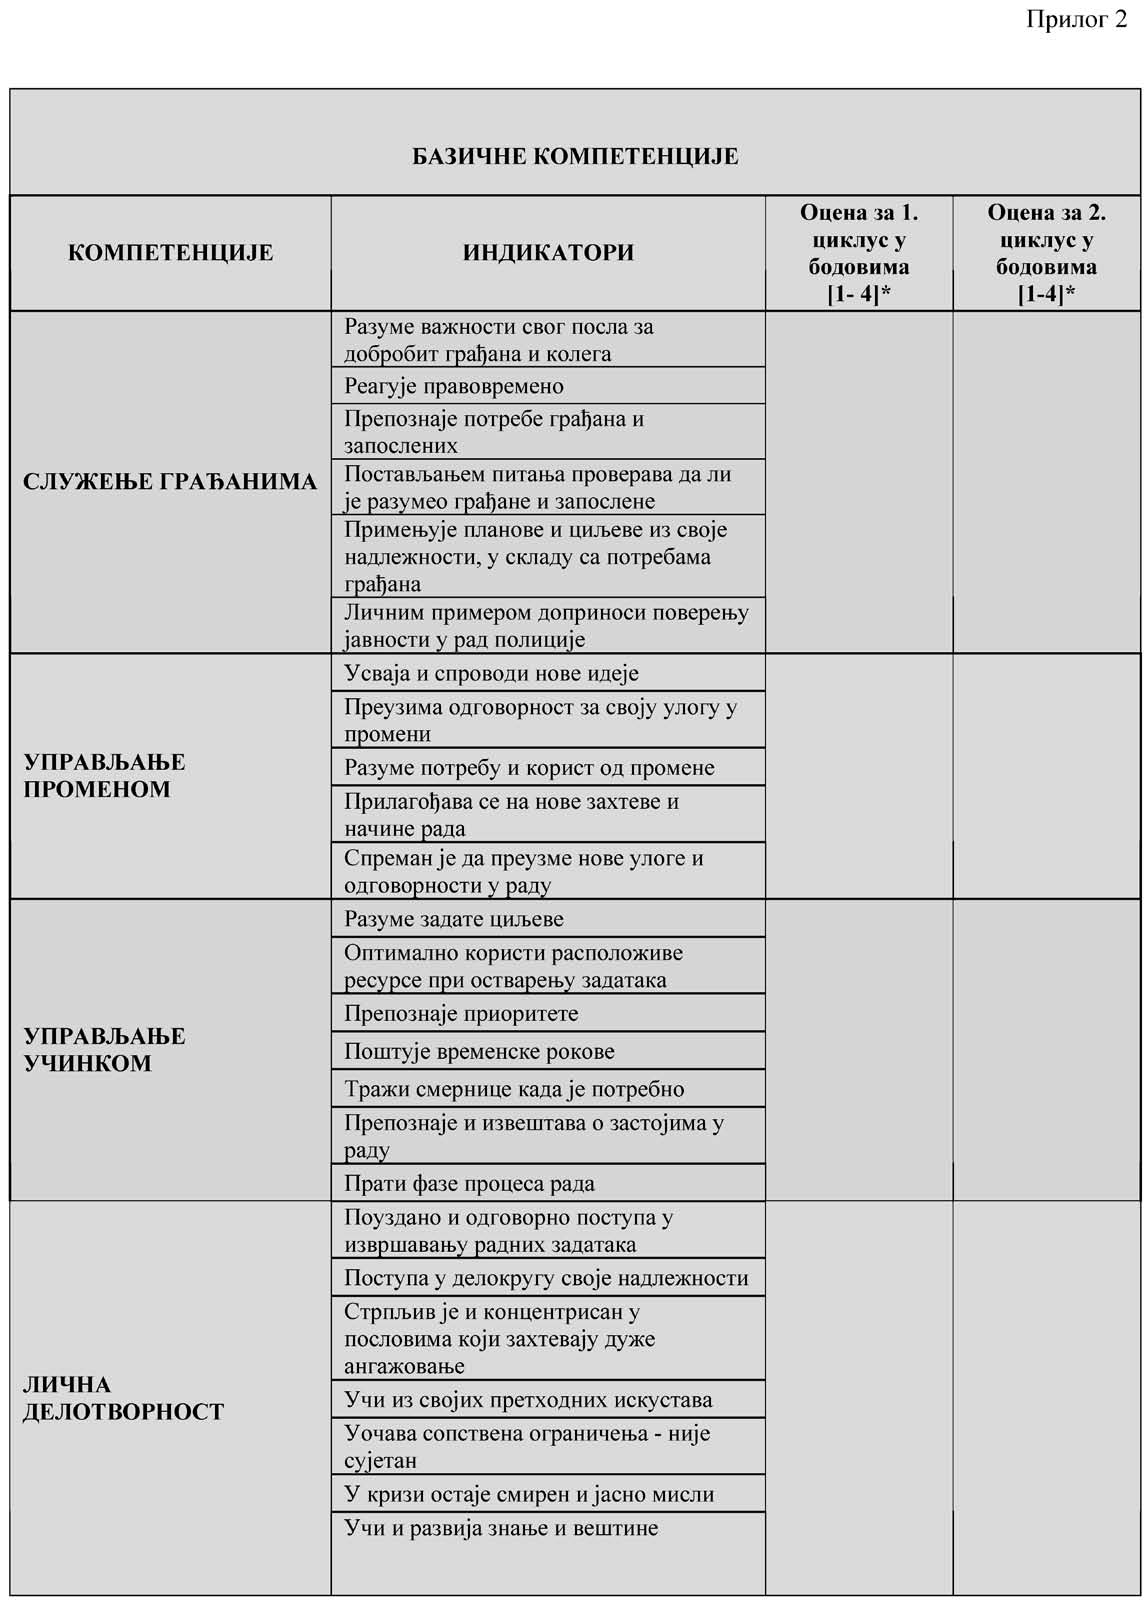 Прилог 2
БАЗИЧНЕ КОМПЕТЕНЦИЈЕ
КОМПЕТЕНЦИЈЕ
ИНДИКАТОРИ
Оцена за 1.
циклус у
бодовима
[1- 4]*
Оцена за 2.
циклус у
бодовима
[1-4]*
СЛУЖЕЊЕ ГРАЂАНИМА
Разуме важности свог посла за
добробит грађана и колега
Реагује правовремено
Препознаје потребе грађана и
запослених
Постављањем питања проверава да ли
је разумео грађане и запослене
Примењује планове и циљеве из своје
надлежности, у складу са потребама
грађана
Личним примером доприноси поверењу
јавности у рад полиције
УПРАВЉАЊЕ
ПРОМЕНОМ
Усваја и спроводи нове идеје
Преузима одговорност за своју улогу у
промени
Разуме потребу и корист од промене
Прилагођава се на нове захтеве и
начине рада
Спреман је да преузме нове улоге и
одговорности у раду
УПРАВЉАЊЕ
УЧИНКОМ
Разуме задате циљеве
Оптимално користи расположиве
ресурсе при остварењу задатака
Препознаје приоритете
Поштује временске рокове
Тражи смернице када је потребно
Препознаје и извештава о застојима у
раду
Прати фазе процеса рада
ЛИЧНА
ДЕЛОТВОРНОСТ
Поуздано и одговорно поступа у
извршавању радних задатака
Поступа у делокругу своје надлежности
Стрпљив је и концентрисан у
пословима који захтевају дуже
ангажовање
Учи из својих претходних искустава
Уочава сопствена ограничења - није
сујетан
У кризи остаје смирен и јасно мисли
Учи и развија знање и вештине